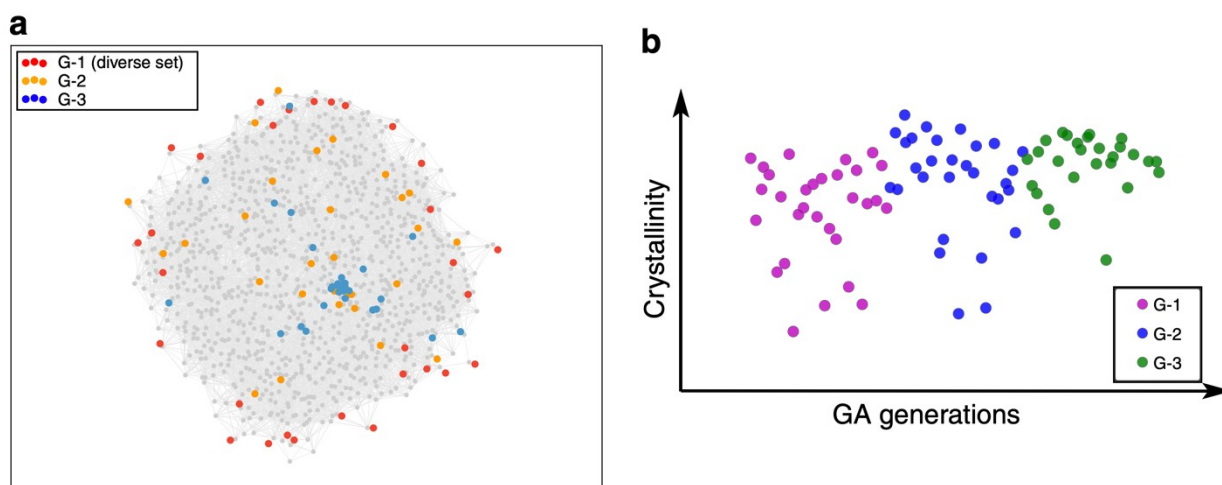 a
G-1 (diverse set)
G-2
G-3
b
Crystallinity
GA generations
G-1
G-2
G-3